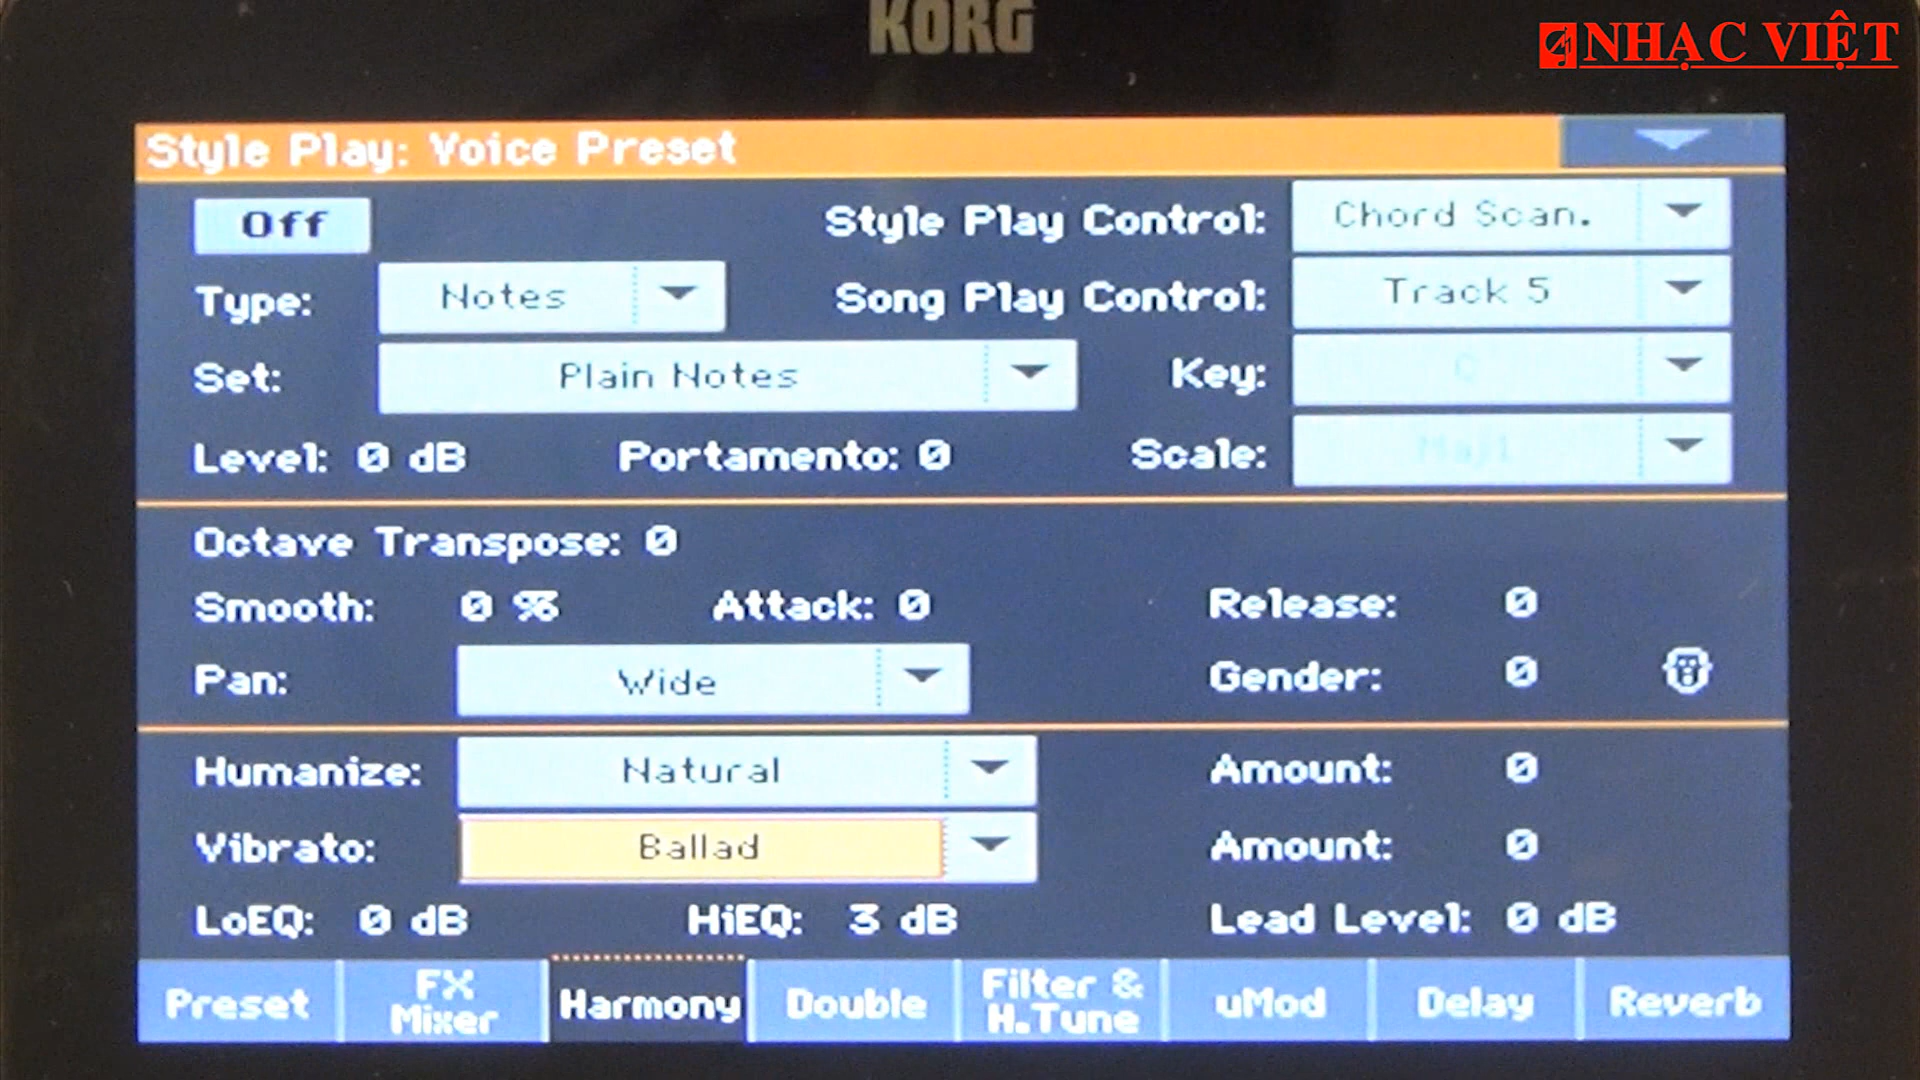 KORG
NHẠC VIỆT
Style Play: Voice Preset
Off
Style Play Control: Chord Scan.
Type: Notes
Song Play Control: Track 5
Set: Plain Notes
Key:
Level: 0 dB
Portamento: 0
Scale: Maj1
Octave Transpose: 0
Smooth: 0 %
Attack: 0
Release: 0
Pan: Wide
Gender: 0
Humanize: Natural
Amount: 0
Vibrato: Ballad
Amount: 0
LoEQ: 0 dB
HiEQ: 3 dB
Lead Level: 0 dB
Preset
FX
Mixer
Harmony
Double
Filter &
H.Tune
uMod
Delay
Reverb